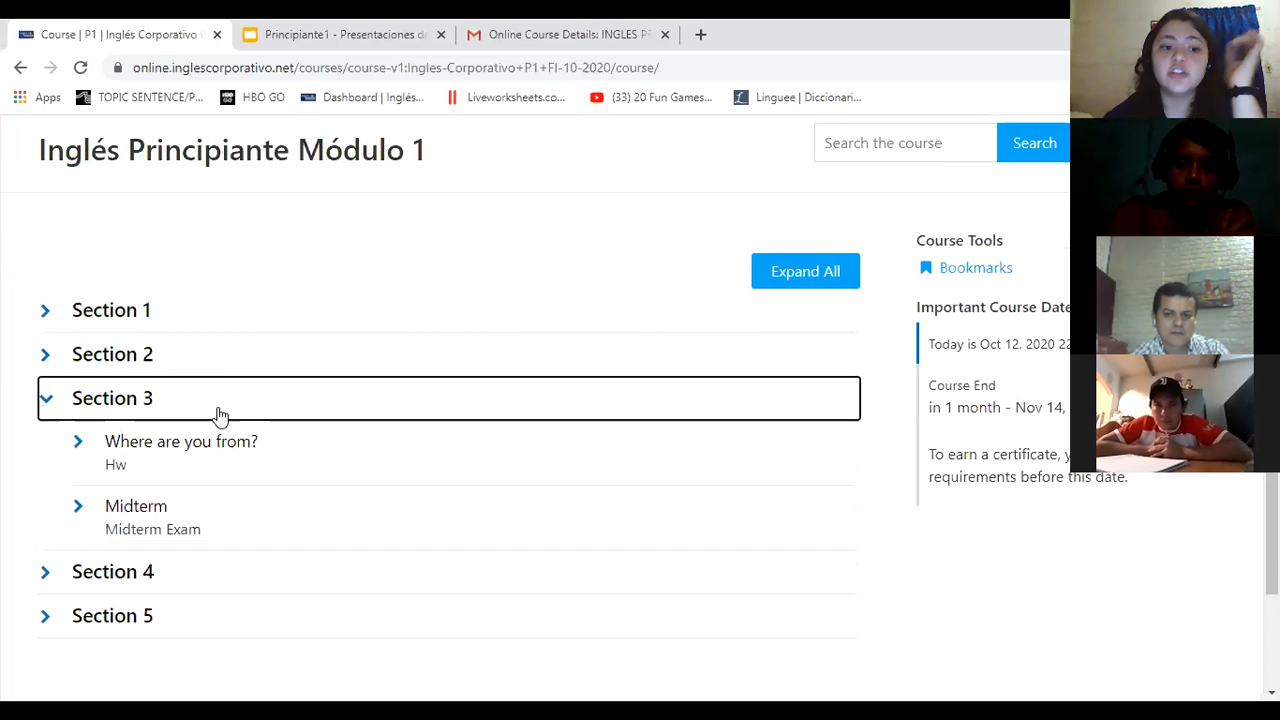 Course | P1 | Inglés Corporativo
Principiante1 - Presentaciones d
Online Course Details: INGLES P
online.inglescorporativo.net/courses/course-v1:Ingles-Corporativo+P1+FI-10-2020/course/
Apps
TOPIC SENTENCE/P...
HBO GO
Dashboard | Inglés...
Liveworksheets.co...
(33) 20 Fun Games...
Linguee | Diccionari...
Inglés Principiante Módulo 1
Search the course
Search
Expand All
Section 1
Section 2
Section 3
Where are you from?
Hw
Midterm
Midterm Exam
Section 4
Section 5
Course Tools
Bookmarks
Important Course Date
Today is Oct 12, 2020 22
Course End
in 1 month - Nov 14,
To earn a certificate, y
requirements before this date.